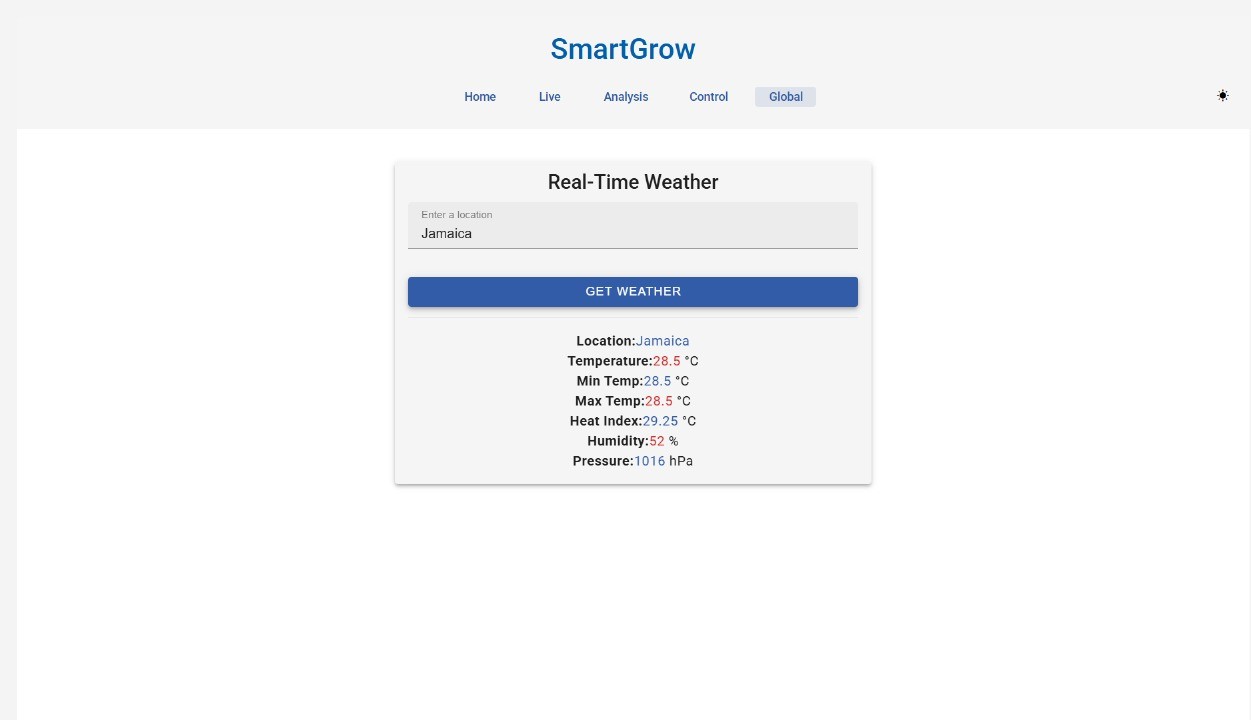 SmartGrow
Home Live Analysis Control Global
Real-Time Weather
Enter a location
Jamaica
GET WEATHER
Location:Jamaica
Temperature:28.5 °C
Min Temp:28.5 °C
Max Temp:28.5 °C
Heat Index:29.25 °C
Humidity:52 %
Pressure:1016 hPa